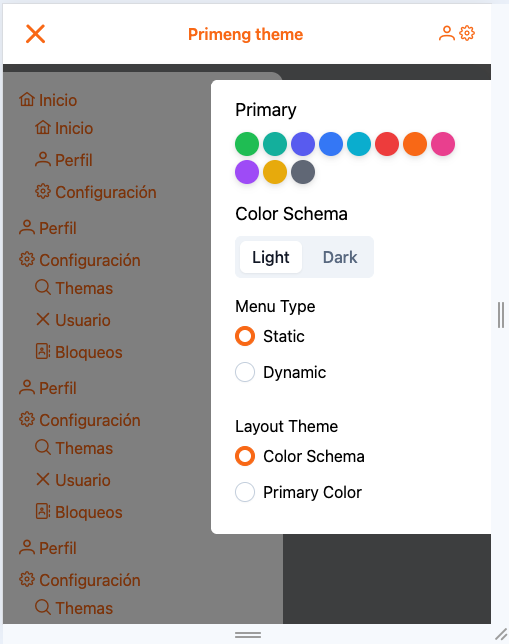 Primeng theme
Inicio
Inicio
Perfil
Configuración
Perfil
Configuración
Themas
Usuario
Bloqueos
Perfil
Configuración
Themas
Usuario
Bloqueos
Perfil
Configuración
Themas
Primary
Color Schema
Light Dark
Menu Type
Static
Dynamic
Layout Theme
Color Schema
Primary Color